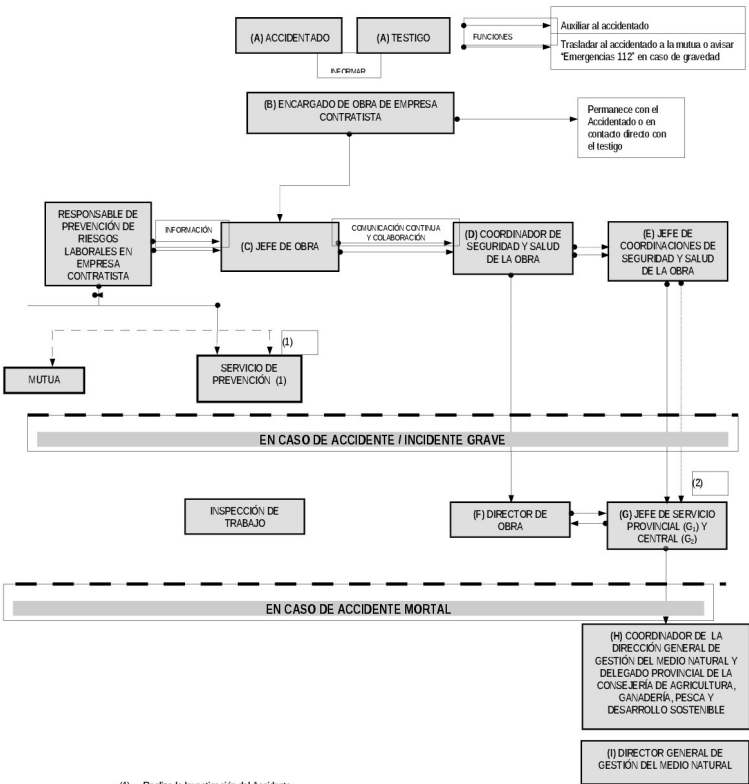 (A) ACCIDENTADO
(A) TESTIGO
FUNCIONES
Auxiliar al accidentado
Trasladar al accidentado a la mutua o avisar
"Emergencias 112" en caso de gravedad
INFORMAR
(B) ENCARGADO DE OBRA DE EMPRESA
CONTRATISTA
Permanece con el
Accidentado o en
contacto directo con
el testigo
RESPONSABLE DE
PREVENCIÓN DE
RIESGOS
LABORALES EN
EMPRESA
CONTRATISTA
INFORMACIÓN
(C) JEFE DE OBRA
COMUNICACIÓN CONTINUA
Y COLABORACIÓN
(D) COORDINADOR DE
SEGURIDAD Y SALUD
DE LA OBRA
(E) JEFE DE
COORDINACIONES DE
SEGURIDAD Y SALUD
DE LA OBRA
(1)
MUTUA
SERVICIO DE
PREVENCIÓN (1)
EN CASO DE ACCIDENTE / INCIDENTE GRAVE
(2)
INSPECCIÓN DE
TRABAJO
(F) DIRECTOR DE
OBRA
(G) JEFE DE SERVICIO
PROVINCIAL (G₁) Y
CENTRAL (G₂)
EN CASO DE ACCIDENTE MORTAL
(H) COORDINADOR DE LA
DIRECCIÓN GENERAL DE
GESTIÓN DEL MEDIO NATURAL Y
DELEGADO PROVINCIAL DE LA
CONSEJERÍA DE AGRICULTURA,
GANADERÍA, PESCA Y
DESARROLLO SOSTENIBLE
(I) DIRECTOR GENERAL DE
GESTIÓN DEL MEDIO NATURAL